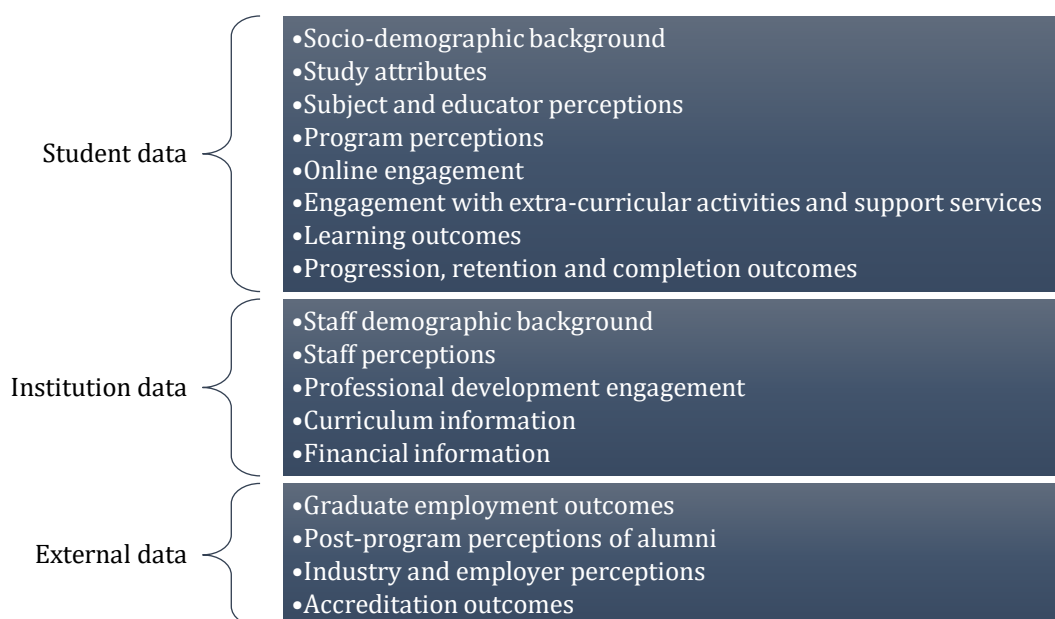 Student data
•Socio-demographic background
•Study attributes
•Subject and educator perceptions
•Program perceptions
•Online engagement
•Engagement with extra-curricular activities and support services
•Learning outcomes
•Progression, retention and completion outcomes
Institution data
•Staff demographic background
•Staff perceptions
•Professional development engagement
•Curriculum information
•Financial information
External data
•Graduate employment outcomes
•Post-program perceptions of alumni
•Industry and employer perceptions
•Accreditation outcomes